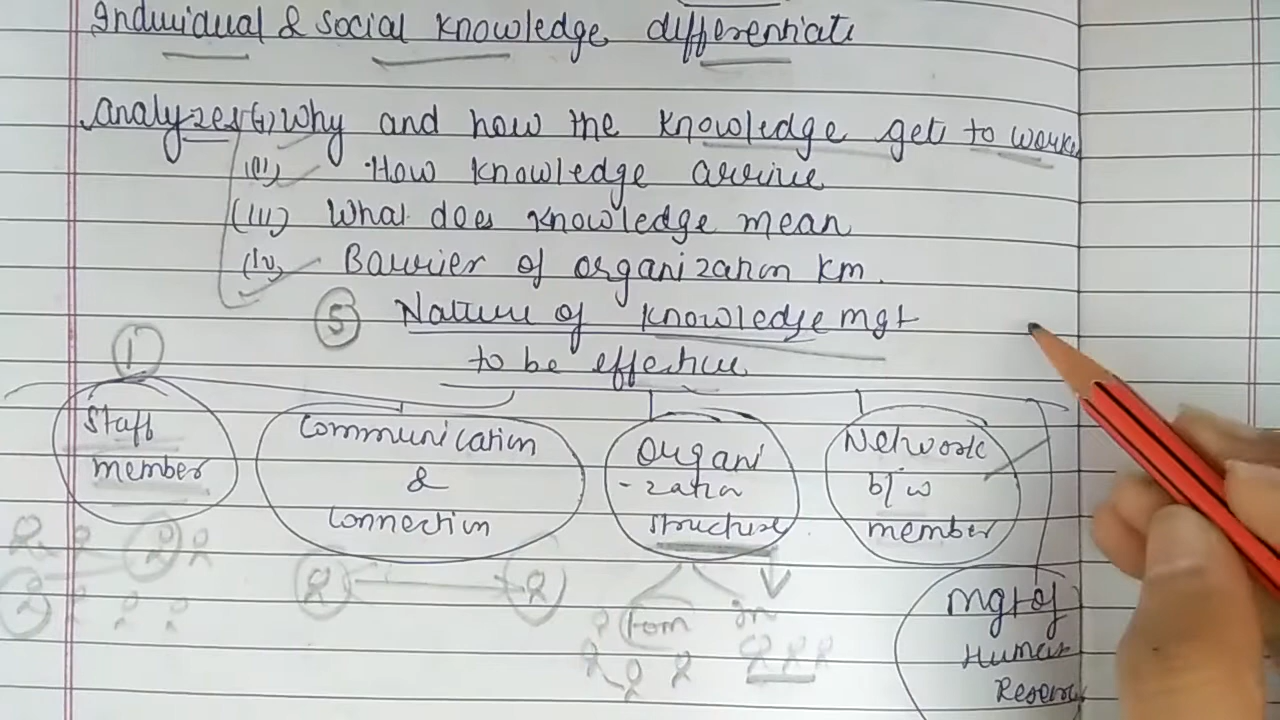 Individual & social knowledge differentiate
Analyzes (i) Why and how the knowledge gets to work
(ii) How knowledge arrive
(iii) What does knowledge mean
(iv) Barrier of organization KM.
(5) Nature of knowledge mgt
to be effective
(1)
Staff
member
Communication
&
Connection
Organi
-zation
structure
Network
b/w
member
Form In
Mgt of
Human